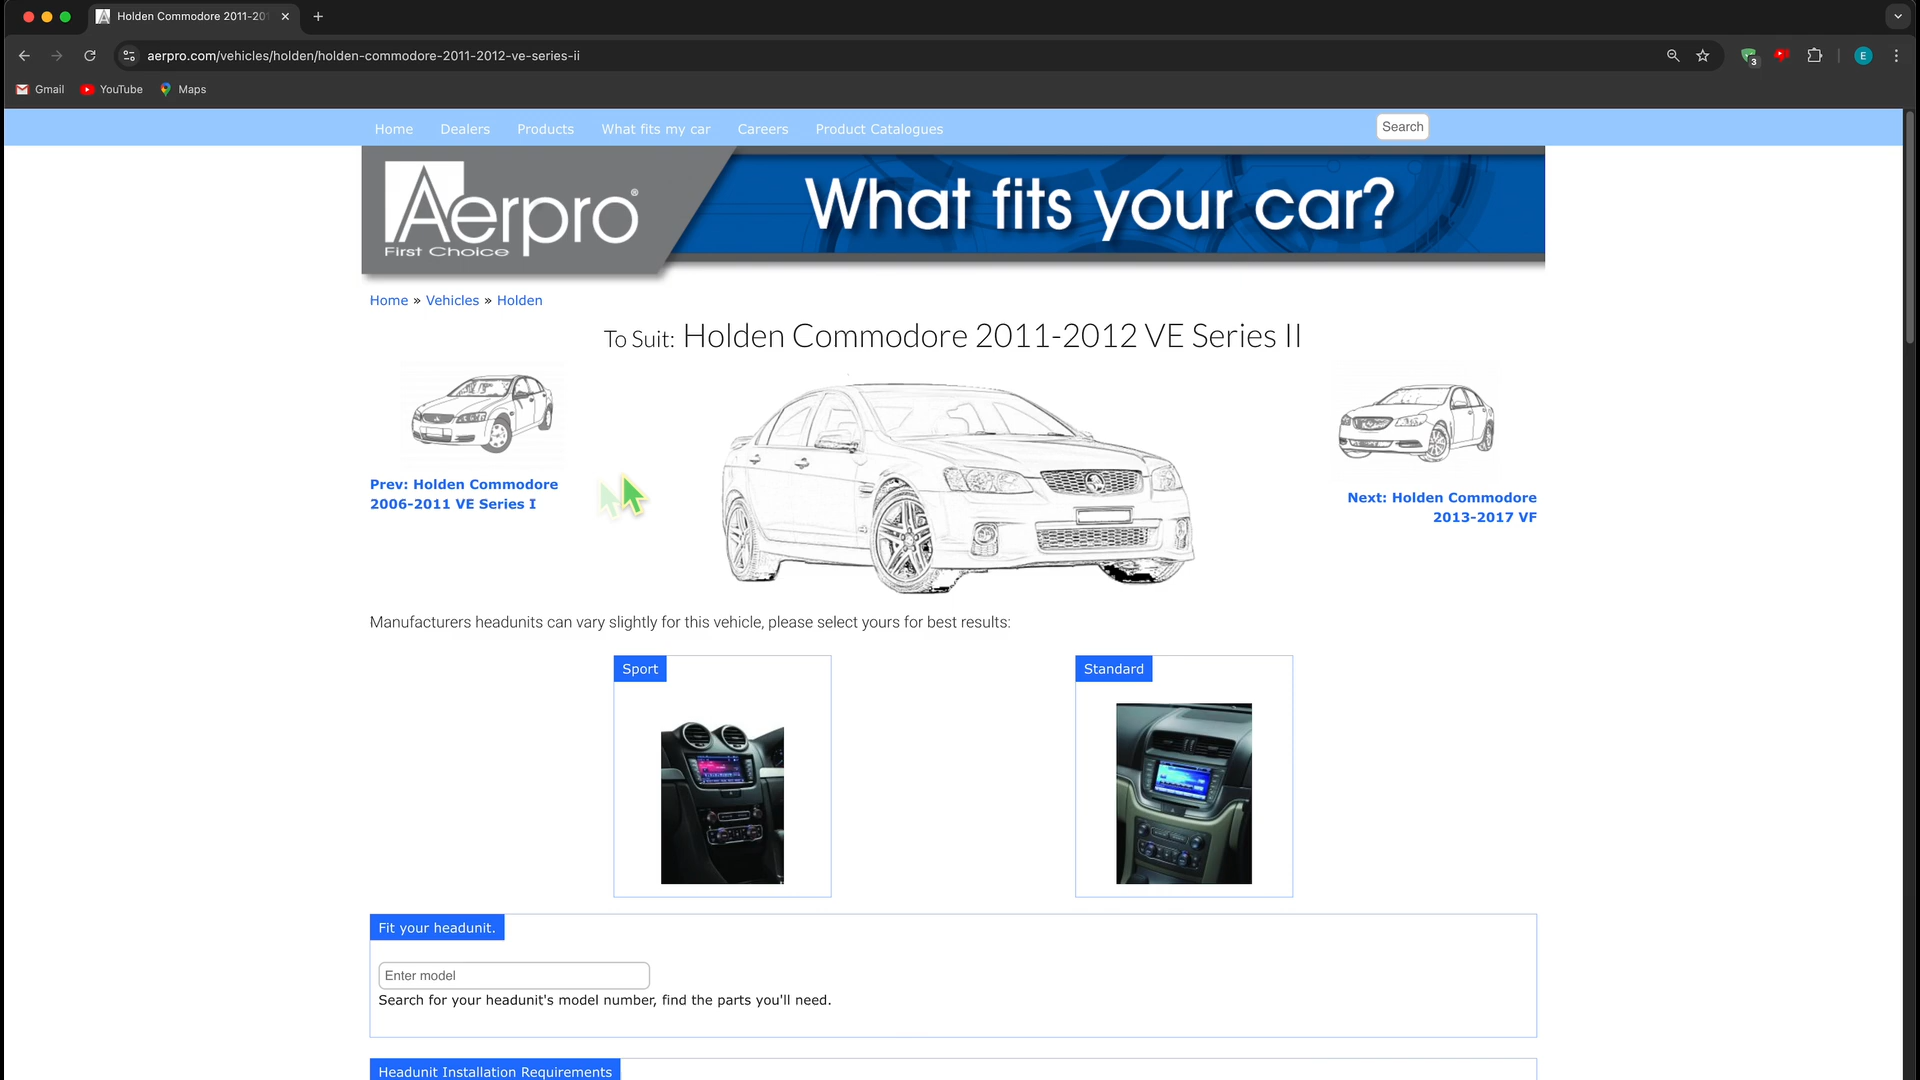 Holden Commodore 2011-201
aerpro.com/vehicles/holden/holden-commodore-2011-2012-ve-series-ii
3
E
Gmail
YouTube
Maps
Home
Dealers
Products
What fits my car
Careers
Product Catalogues
Search
Aerpro®
First Choice
What fits your car?
Home » Vehicles » Holden
To Suit: Holden Commodore 2011-2012 VE Series II
Prev: Holden Commodore
2006-2011 VE Series I
Next: Holden Commodore
2013-2017 VF
Manufacturers headunits can vary slightly for this vehicle, please select yours for best results:
Sport
Standard
Fit your headunit.
Enter model
Search for your headunit's model number, find the parts you'll need.
Headunit Installation Requirements